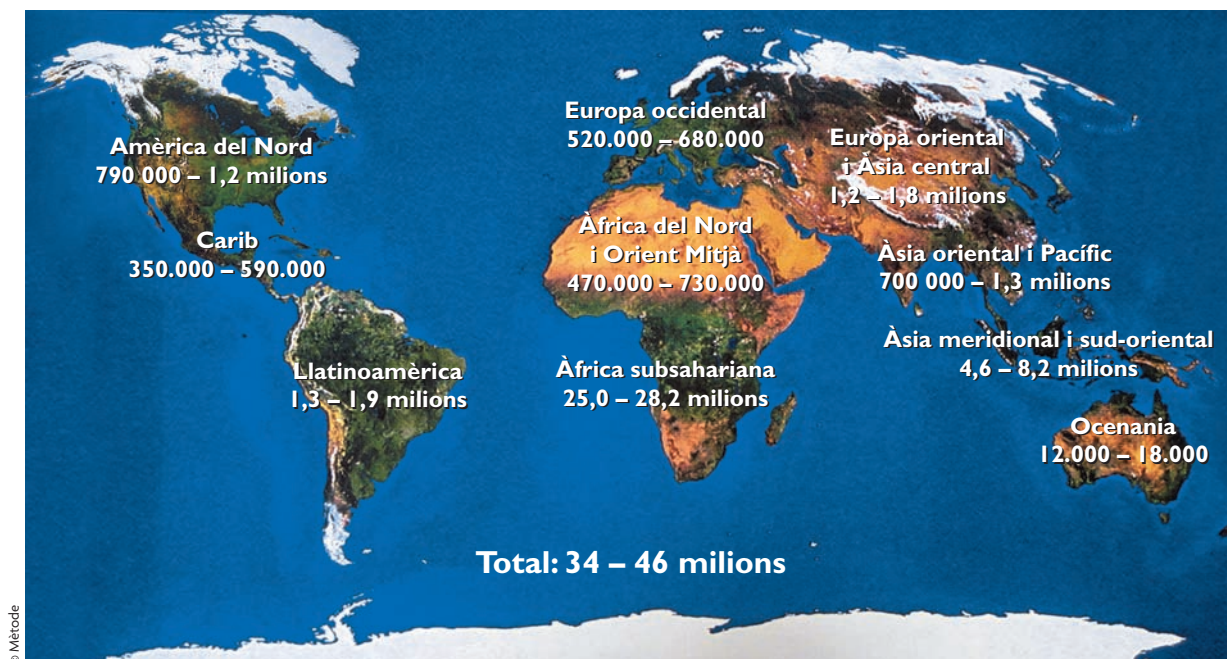 Amèrica del Nord
790 000 – 1,2 milions
Carib
350.000 – 590.000
Llatinoamèrica
1,3 – 1,9 milions
Europa occidental
520.000 – 680.000
Àfrica del Nord
i Orient Mitjà
470.000 – 730.000
Àfrica subsahariana
25,0 – 28,2 milions
Europa oriental
i Àsia central
1,2 – 1,8 milions
Àsia oriental i Pacífic
700 000 – 1,3 milions
Àsia meridional i sud-oriental
4,6 – 8,2 milions
Ocenania
12.000 – 18.000
Total: 34 – 46 milions
© Mètode